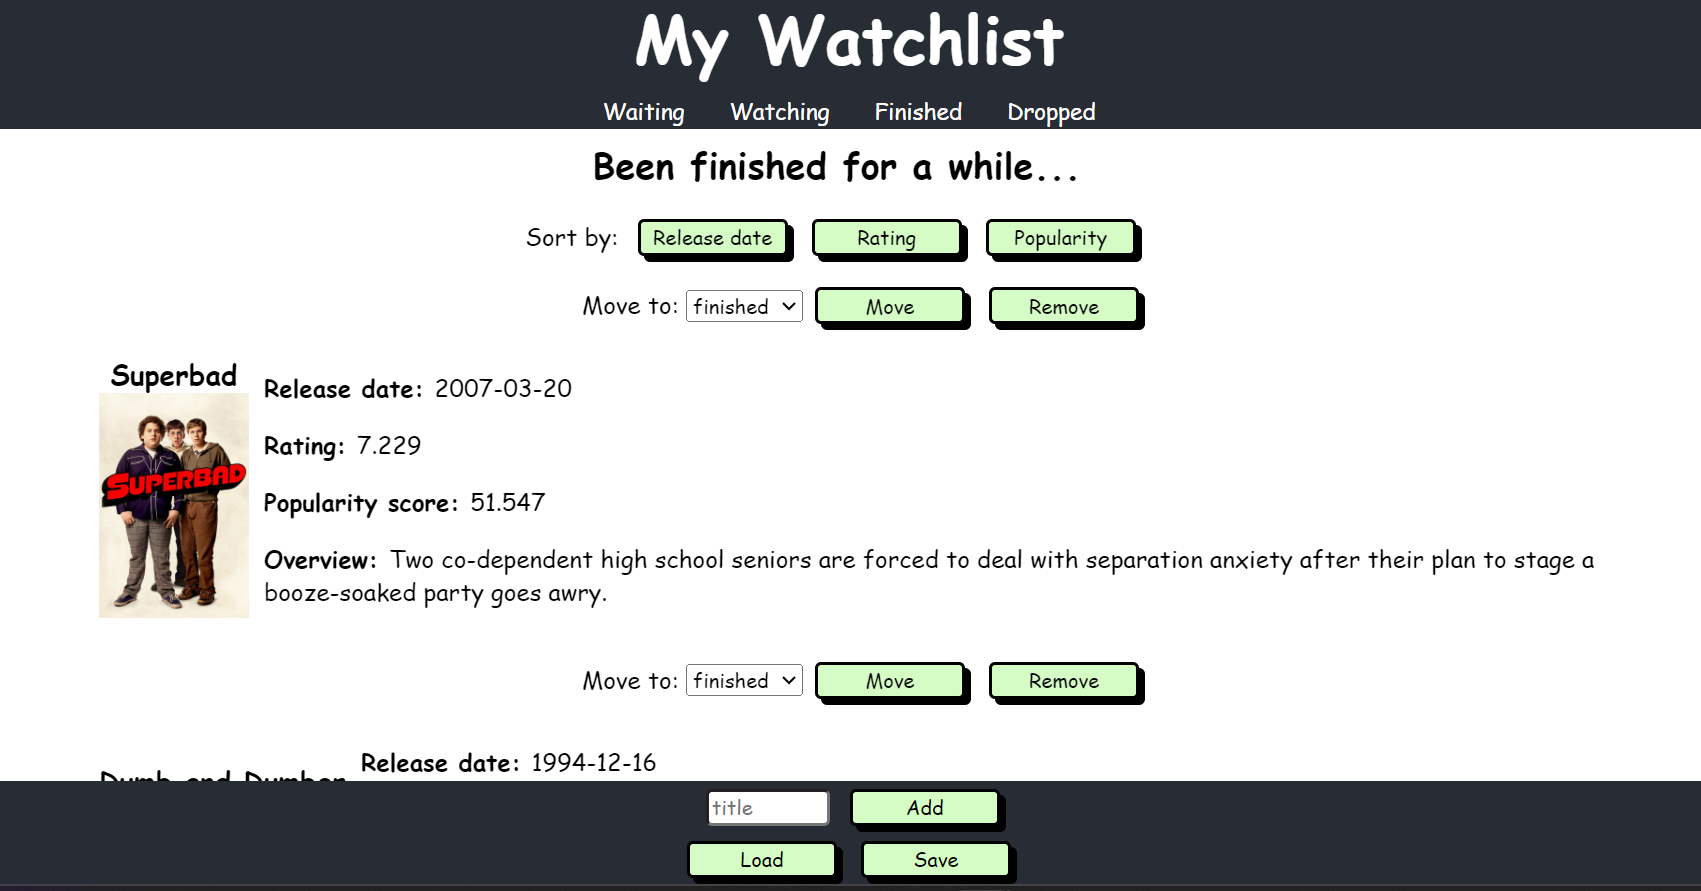 My Watchlist
Waiting Watching Finished Dropped
Been finished for a while...
Sort by: Release date Rating Popularity
Move to: finished Move Remove
Superbad
Release date: 2007-03-20
Rating: 7.229
Popularity score: 51.547
Overview: Two co-dependent high school seniors are forced to deal with separation anxiety after their plan to stage a
booze-soaked party goes awry.
SUPERBAD
Move to: finished Move Remove
Dumb and Dumber
Release date: 1994-12-16
title Add
Load Save